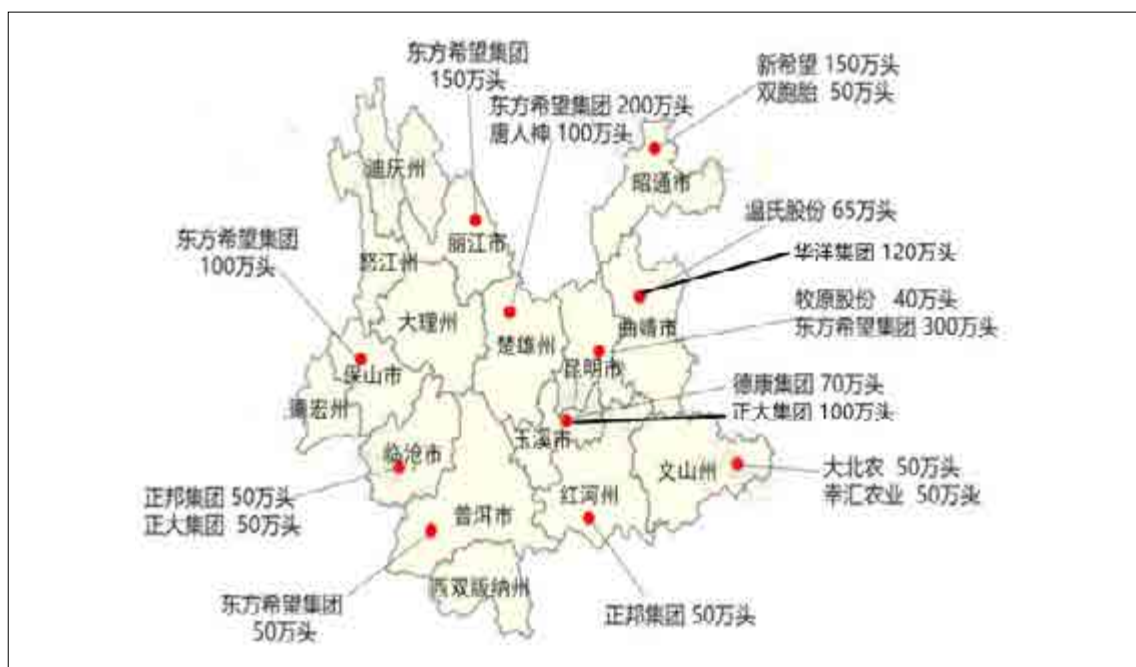 东方希望集团
150万头
新希望 150万头
双胞胎 50万头
东方希望集团 200万头
唐人神 100万头
迪庆州
昭通市
温氏股份 65万头
丽江市
东方希望集团
100万头
怒江州
华洋集团 120万头
牧原股份 40万头
东方希望集团 300万头
大理州
楚雄州
曲靖市
昆明市
保山市
德宏州
德康集团 70万头
正大集团 100万头
玉溪市
临沧市
文山州
大北农 50万头
幸汇农业 50万头
正邦集团 50万头
正大集团 50万头
红河州
普洱市
西双版纳州
东方希望集团
50万头
正邦集团 50万头